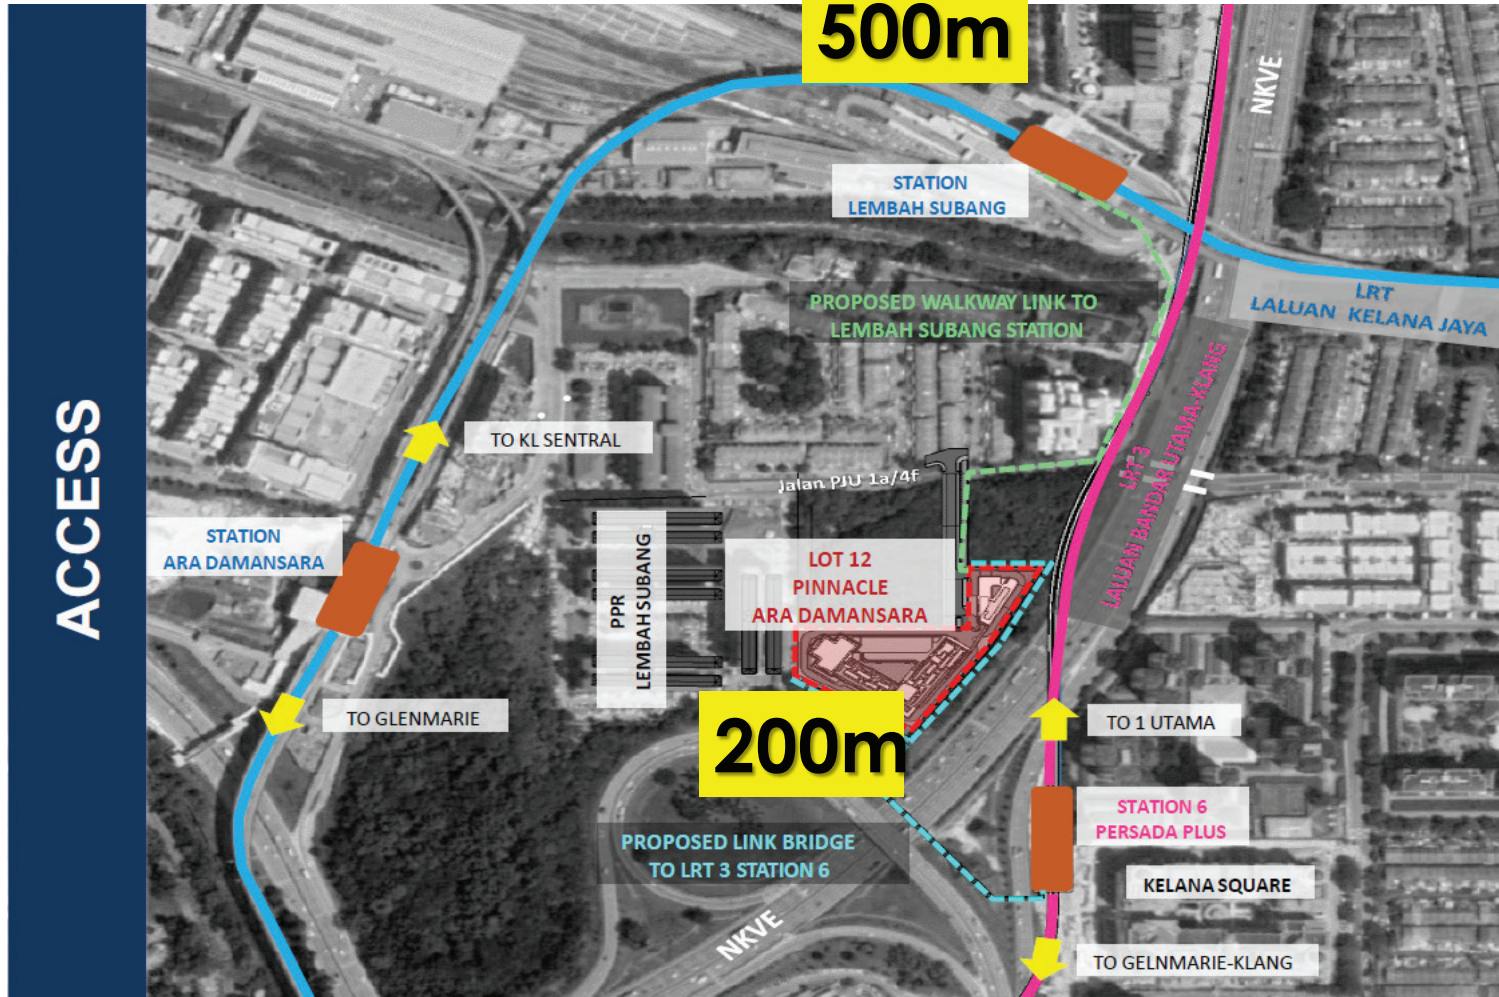 ACCESS
500m
NKVE
STATION
LEMBAH SUBANG
LRT
LALUAN KELANA JAYA
PROPOSED WALKWAY LINK TO
LEMBAH SUBANG STATION
LRT 3
LALUAN BANDAR UTAMA-KLANG
TO KL SENTRAL
Jalan PJU 1a/4f
STATION
ARA DAMANSARA
PPR
LEMBAH SUBANG
LOT 12
PINNACLE
ARA DAMANSARA
TO GLENMARIE
200m
TO 1 UTAMA
STATION 6
PERSADA PLUS
PROPOSED LINK BRIDGE
TO LRT 3 STATION 6
KELANA SQUARE
NKVE
TO GELNMARIE-KLANG